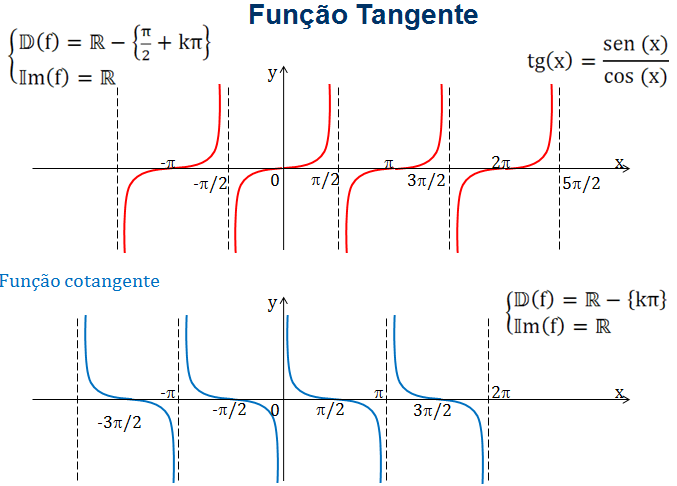 Função Tangente
𝔻(f) = ℝ − {π/2 + kπ}
𝕀m(f) = ℝ
tg(x) = sen (x)/cos (x)
y
-π π 2π x
-π/2 0 π/2 3π/2 5π/2
Função cotangente
𝔻(f) = ℝ − {kπ}
𝕀m(f) = ℝ
y
-π π 2π x
-3π/2 -π/2 0 π/2 3π/2